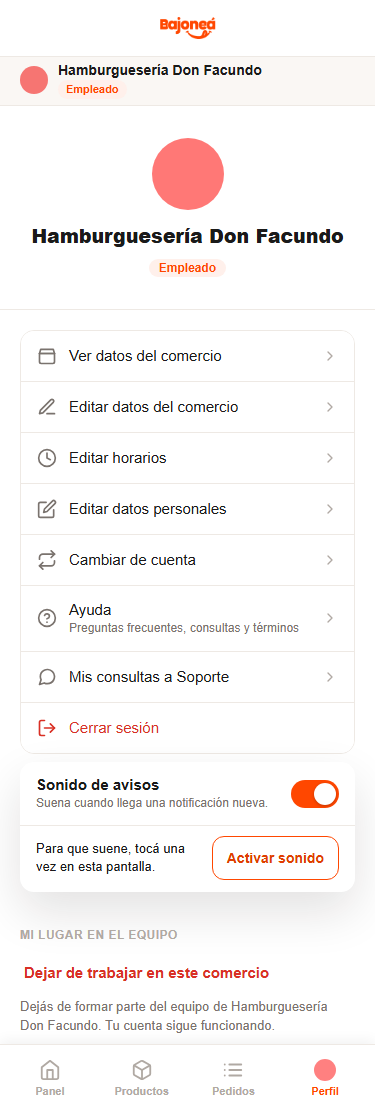 Bajoneá
Hamburguesería Don Facundo
Empleado
Hamburguesería Don Facundo
Empleado
Ver datos del comercio
Editar datos del comercio
Editar horarios
Editar datos personales
Cambiar de cuenta
Ayuda
Preguntas frecuentes, consultas y términos
Mis consultas a Soporte
Cerrar sesión
Sonido de avisos
Suena cuando llega una notificación nueva.
Para que suene, tocá una
vez en esta pantalla.
Activar sonido
MI LUGAR EN EL EQUIPO
Dejar de trabajar en este comercio
Dejás de formar parte del equipo de Hamburguesería
Don Facundo. Tu cuenta sigue funcionando.
Panel
Productos
Pedidos
Perfil